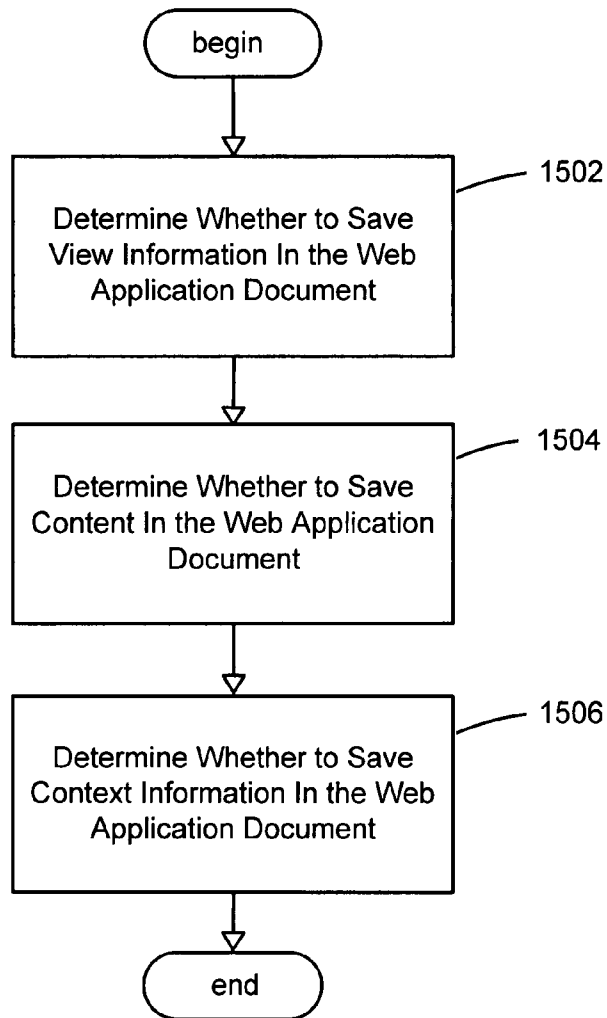 begin
1502
Determine Whether to Save
View Information In the Web
Application Document
1504
Determine Whether to Save
Content In the Web Application
Document
1506
Determine Whether to Save
Context Information In the Web
Application Document
end